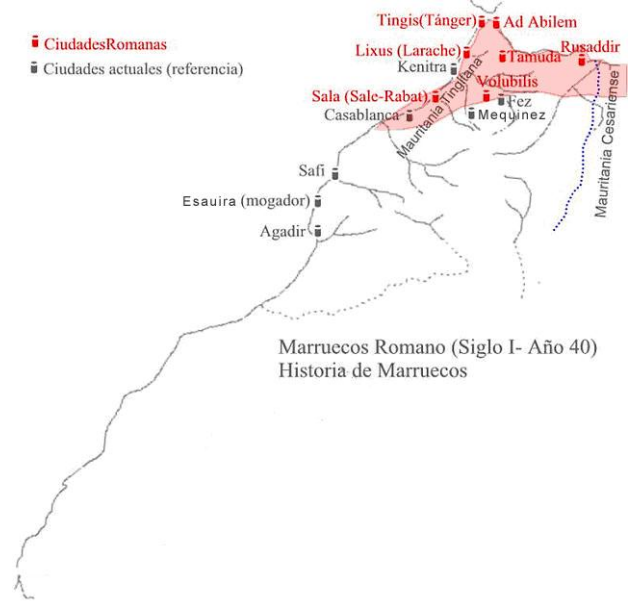 Tingis(Tánger)
Ad Abilem
CiudadesRomanas
Lixus (Larache)
Tamuda
Rusaddir
Ciudades actuales (referencia)
Kenitra
Volubilis
Sala (Sale-Rabat)
Fez
Casablanca
Mequinez
Mauritania Tingitana
Mauritania Cesariense
Safi
Esauira (mogador)
Agadir
Marruecos Romano (Siglo I- Año 40)
Historia de Marruecos